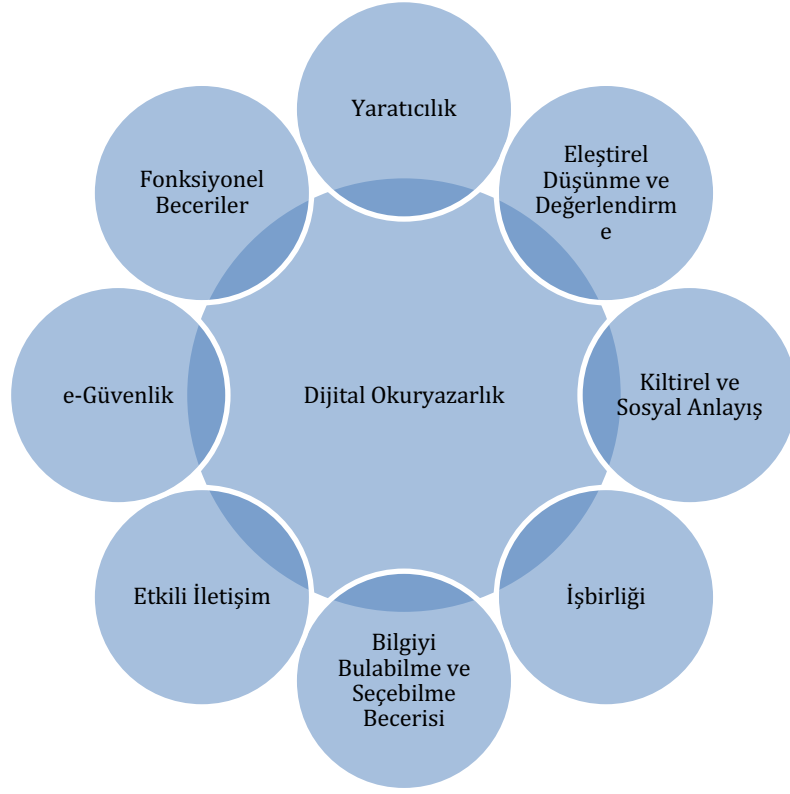 Yaratıcılık
Eleştirel
Düşünme ve
Değerlendirm
e
Fonksiyonel
Beceriler
Dijital Okuryazarlık
Kiltirel ve
Sosyal Anlayış
e-Güvenlik
Etkili İletişim
İşbirliği
Bilgiyi
Bulabilme ve
Seçebilme
Becerisi